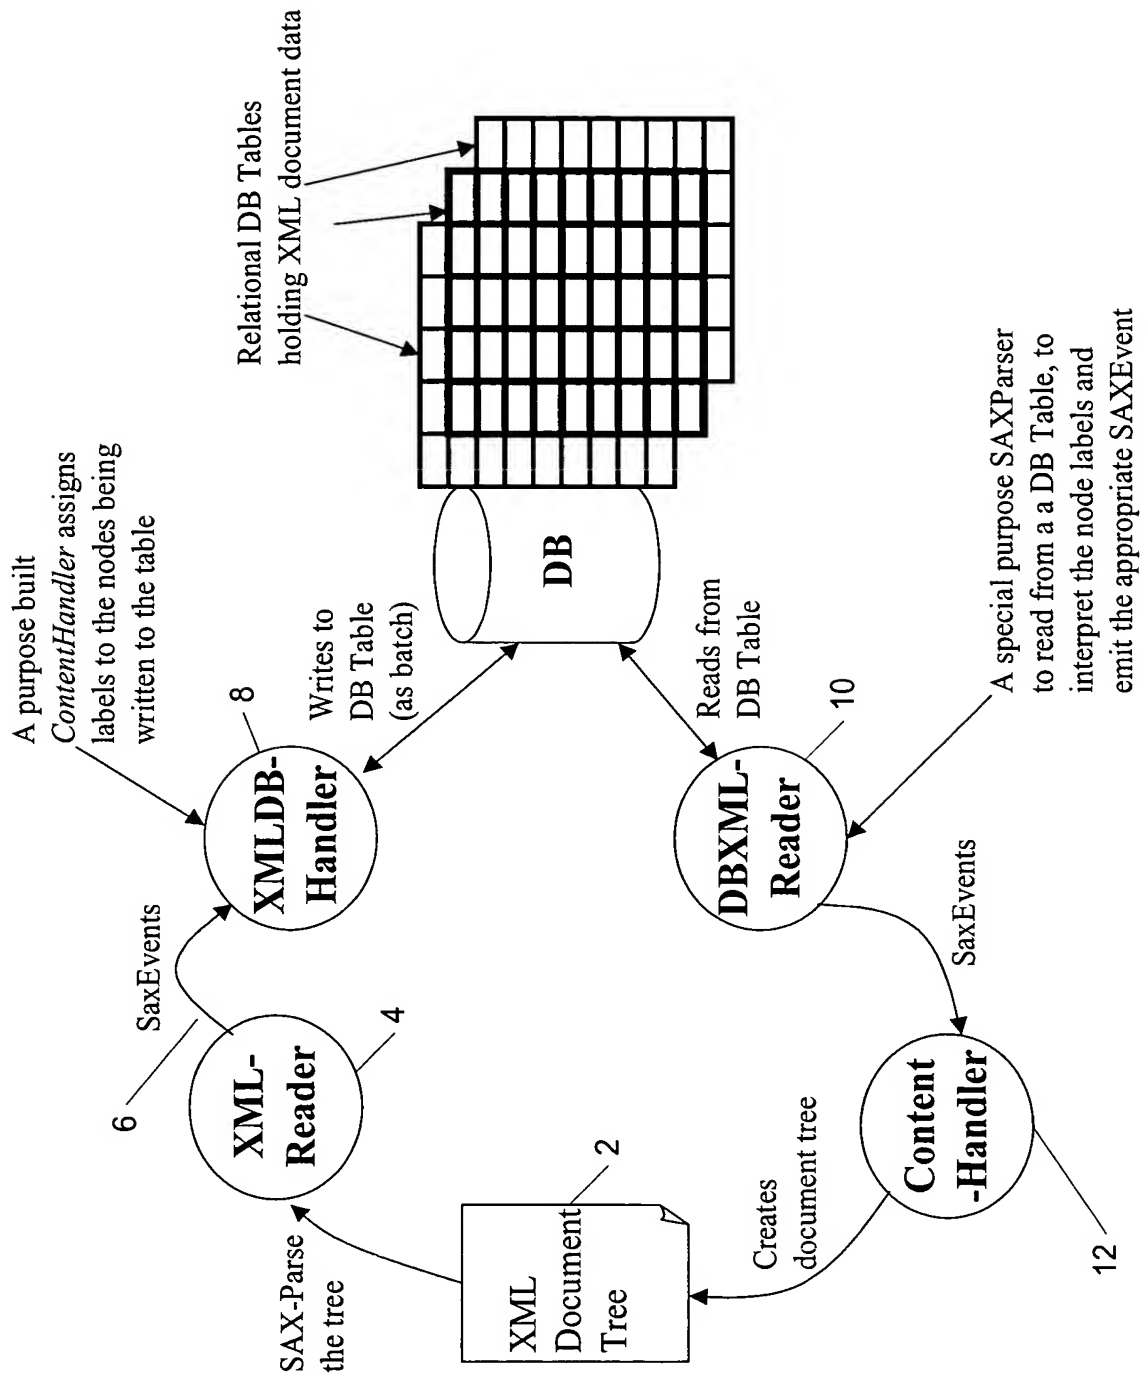 A purpose built
ContentHandler assigns
labels to the nodes being
written to the table
Relational DB Tables
holding XML document data
SaxEvents
6
8
XMLDB-
Handler
Writes to
DB Table
(as batch)
SAX-Parse
the tree
XML-
Reader
4
DB
XML
Document
Tree
2
Reads from
DB Table
DBXML-
Reader
10
Creates
document tree
Content
-Handler
12
SaxEvents
A special purpose SAXParser
to read from a a DB Table, to
interpret the node labels and
emit the appropriate SAXEvent